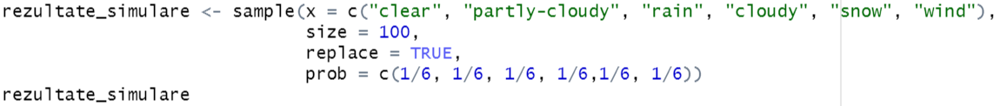 rezultate_simulare <- sample(x = c("clear", "partly-cloudy", "rain", "cloudy", "snow", "wind"),
size = 100,
replace = TRUE,
prob = c(1/6, 1/6, 1/6, 1/6,1/6, 1/6))
rezultate_simulare